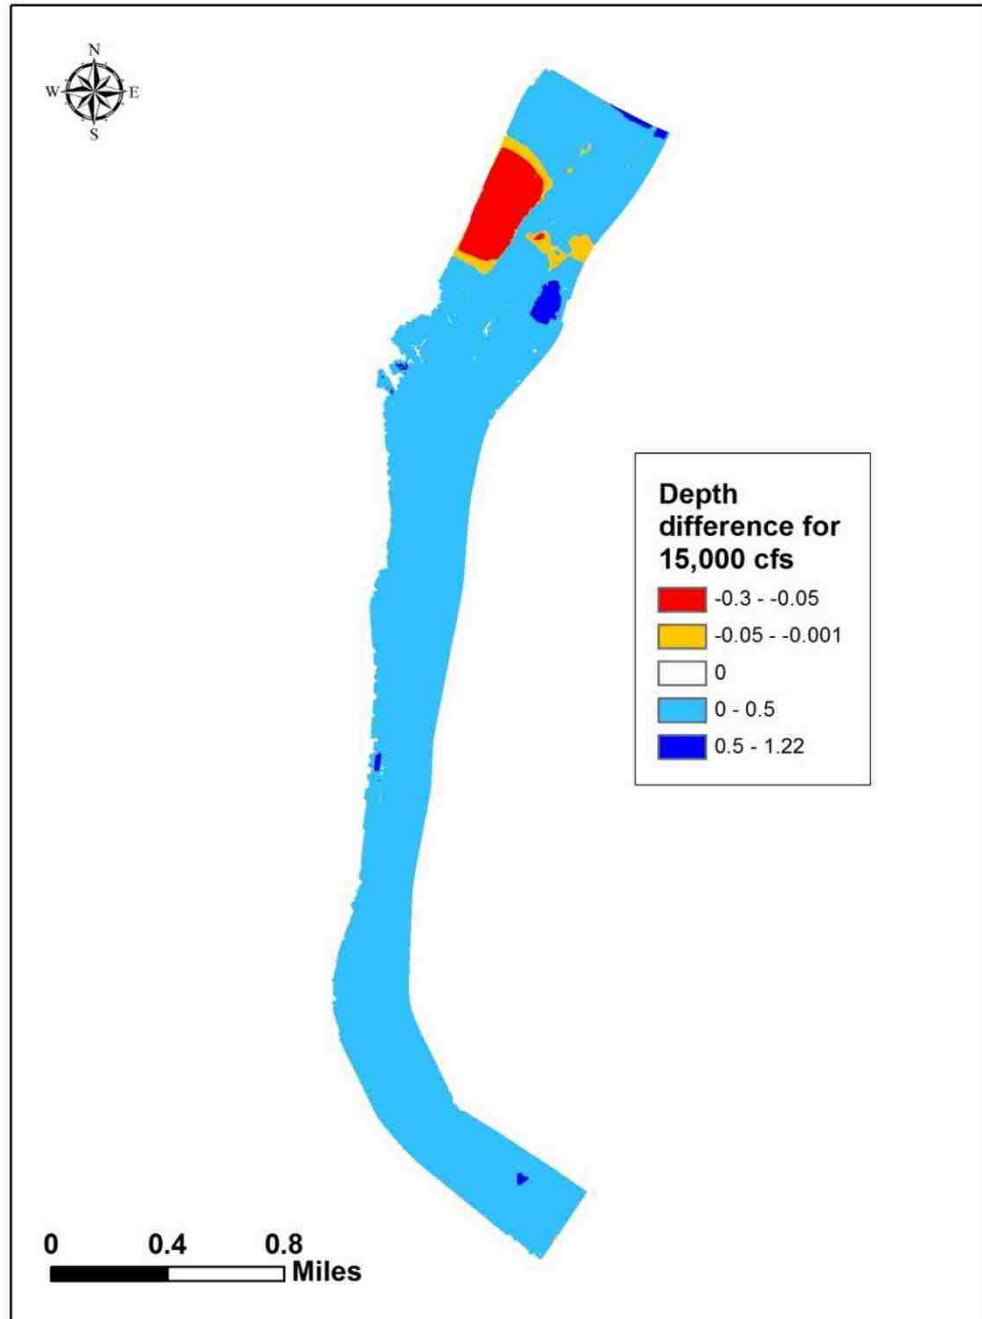 N
W E
S
Depth
difference for
15,000 cfs
-0.3 - -0.05
-0.05 - -0.001
0
0 - 0.5
0.5 - 1.22
0 0.4 0.8
Miles